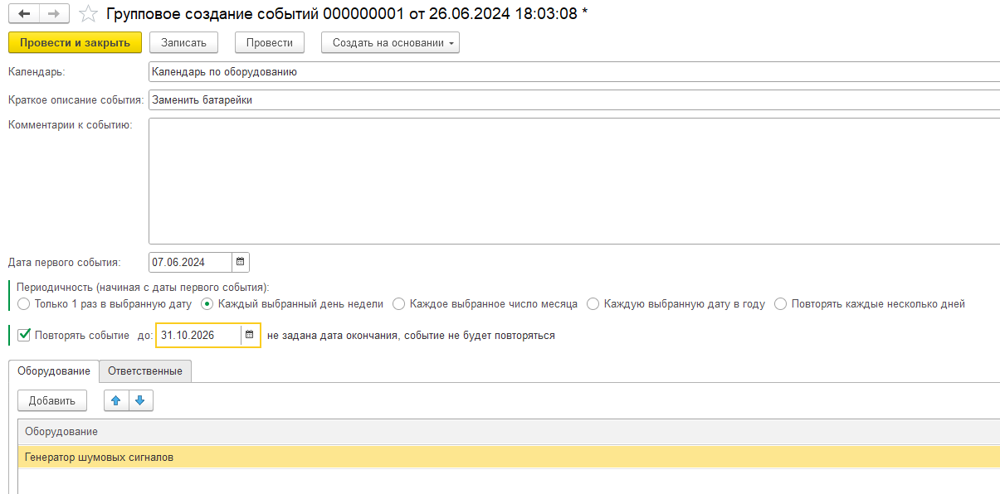 Групповое создание событий 000000001 от 26.06.2024 18:03:08 *
Провести и закрыть Записать Провести Создать на основании
Календарь: Календарь по оборудованию
Краткое описание события: Заменить батарейки
Комментарии к событию:
Дата первого события: 07.06.2024
Периодичность (начиная с даты первого события):
Только 1 раз в выбранную дату Каждый выбранный день недели Каждое выбранное число месяца Каждую выбранную дату в году Повторять каждые несколько дней
Повторять событие до: 31.10.2026 не задана дата окончания, событие не будет повторяться
Оборудование Ответственные
Добавить
Оборудование
Генератор шумовых сигналов